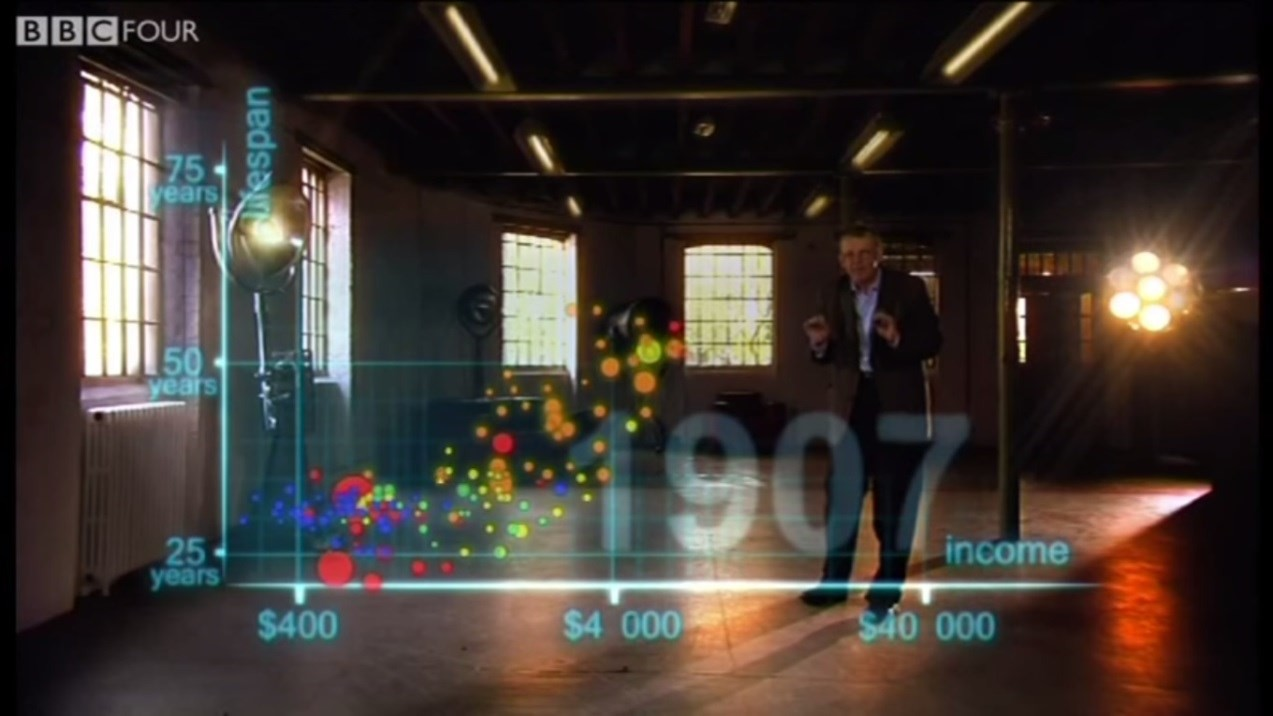 BBC FOUR
lifespan
75
years
50
years
25
years
1907
income
$400
$4 000
$40 000